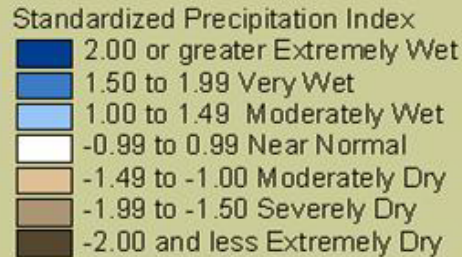 Standardized Precipitation Index
2.00 or greater Extremely Wet
1.50 to 1.99 Very Wet
1.00 to 1.49 Moderately Wet
-0.99 to 0.99 Near Normal
-1.49 to -1.00 Moderately Dry
-1.99 to -1.50 Severely Dry
-2.00 and less Extremely Dry